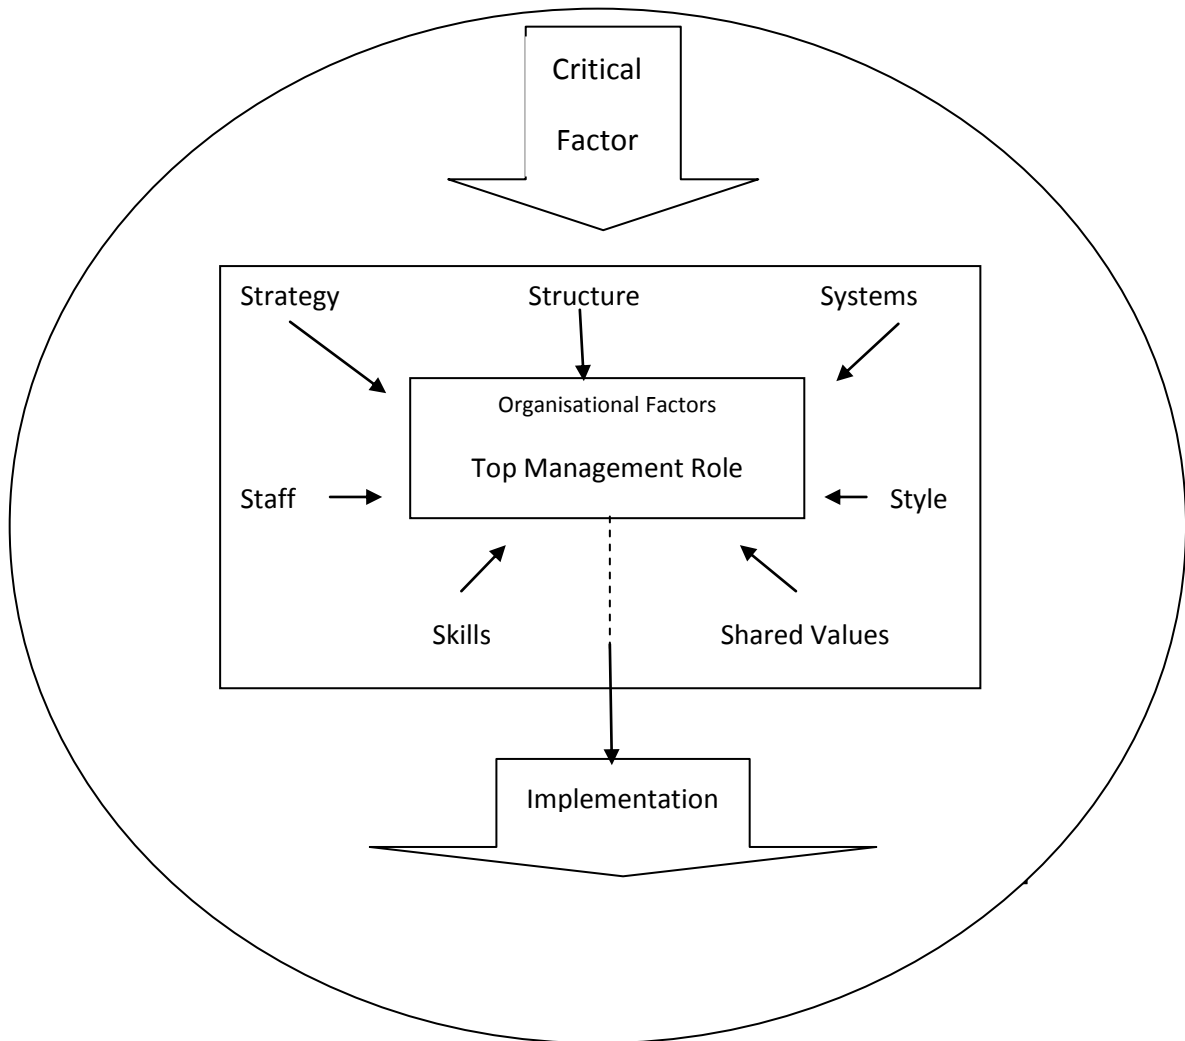 Critical
Factor
Strategy
Structure
Systems
Organisational Factors
Top Management Role
Staff
Style
Skills
Shared Values
Implementation